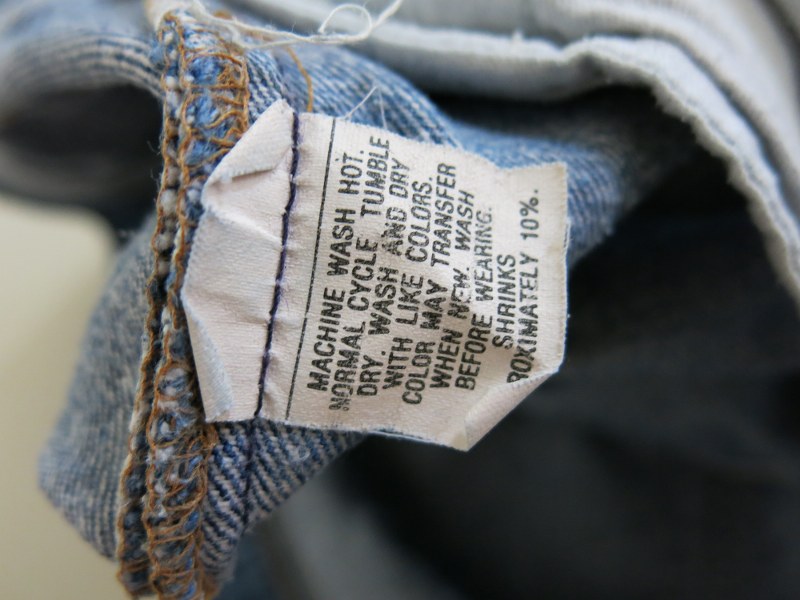 MACHINE WASH HOT.
NORMAL CYCLE TUMBLE
DRY. WASH AND DRY
WITH LIKE COLORS.
COLOR MAY TRANSFER
WHEN NEW. WASH
BEFORE WEARING.
SHRINKS
POXIMATELY 10%.